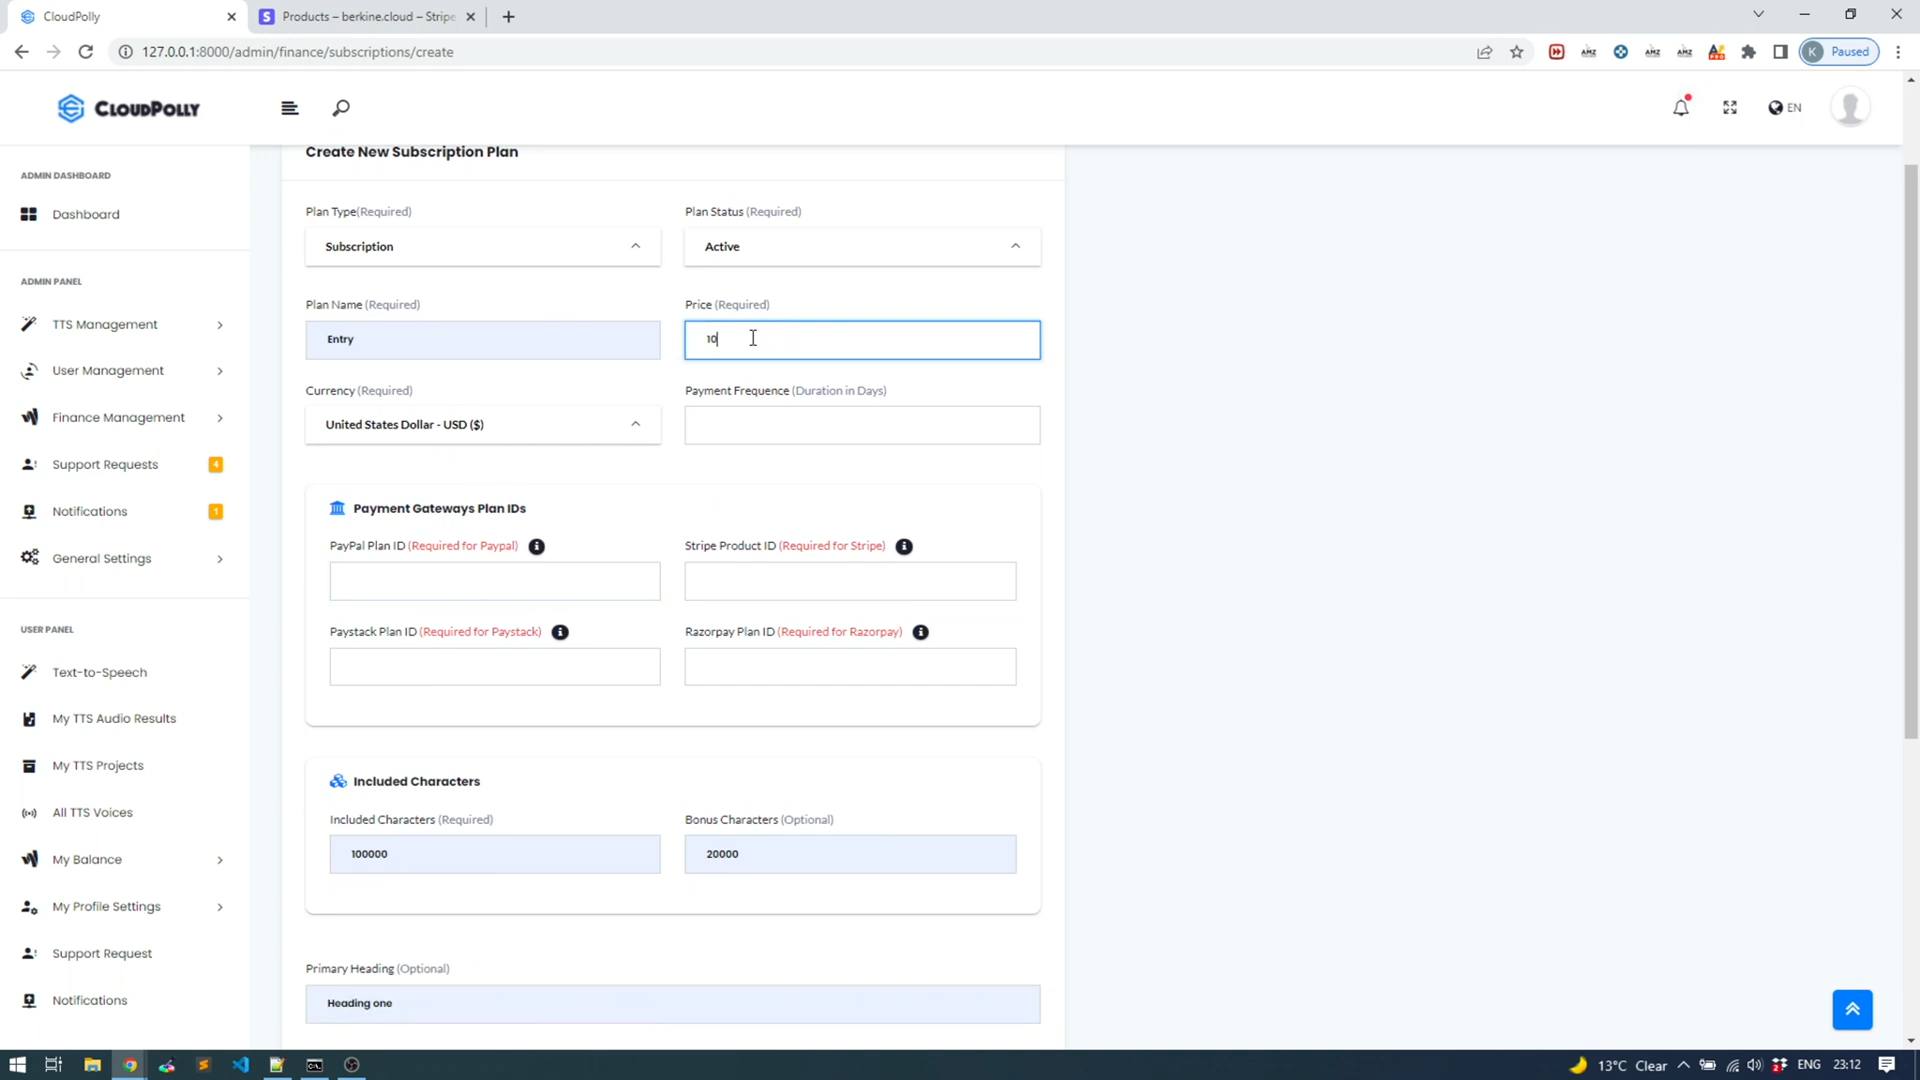 CloudPolly
Products – berkine.cloud – Stripe
127.0.0.1:8000/admin/finance/subscriptions/create
AMZ
AMZ
AMZ
PRO
K Paused
CLOUDPOLLY
EN
ADMIN DASHBOARD
Dashboard
ADMIN PANEL
TTS Management
User Management
Finance Management
Support Requests 4
Notifications 1
General Settings
USER PANEL
Text-to-Speech
My TTS Audio Results
My TTS Projects
All TTS Voices
My Balance
My Profile Settings
Support Request
Notifications
Create New Subscription Plan
Plan Type(Required)
Plan Status (Required)
Subscription
Active
Plan Name (Required)
Price (Required)
Entry
10
Currency (Required)
Payment Frequence (Duration in Days)
United States Dollar - USD ($)
Payment Gateways Plan IDs
PayPal Plan ID (Required for Paypal)
Stripe Product ID (Required for Stripe)
Paystack Plan ID (Required for Paystack)
Razorpay Plan ID (Required for Razorpay)
Included Characters
Included Characters (Required)
Bonus Characters (Optional)
100000
20000
Primary Heading (Optional)
Heading one
13°C Clear
ENG
23:12